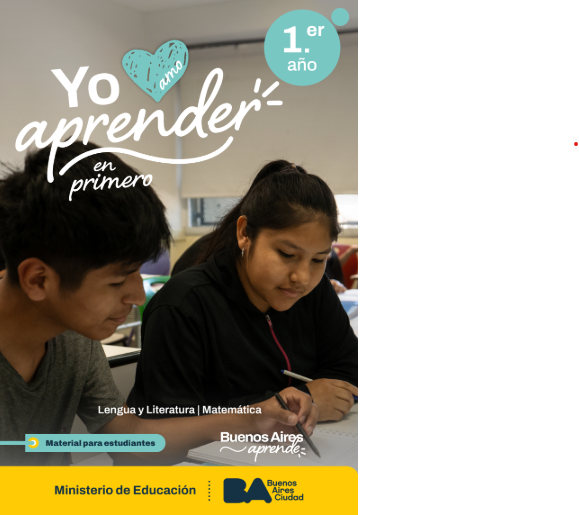 1.er
año
Yo
amo
aprender
en
primero
Lengua y Literatura | Matemática
Material para estudiantes
Buenos Aires
aprende
Ministerio de Educación
BA
Buenos
Aires
Ciudad